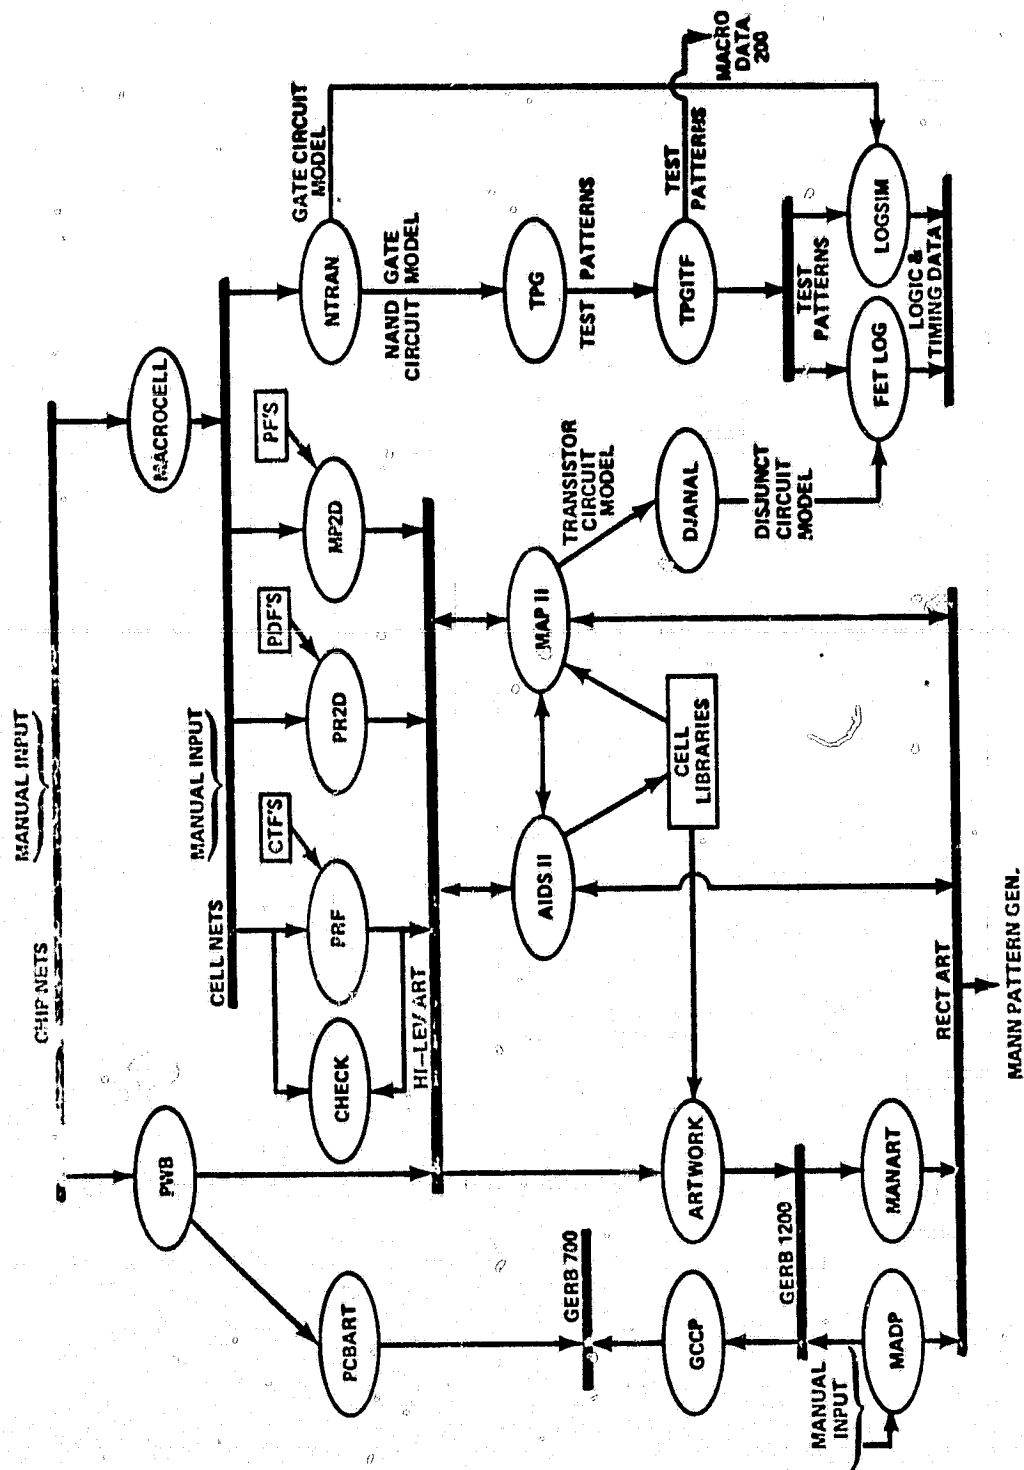 MANUAL INPUT
CHIP NETS
PWB
MACROCELL
MANUAL INPUT
CELL NETS
CTF'S
PDF'S
PF'S
CHECK
PRF
PR2D
MP2D
NTRAN
GATE CIRCUIT
MODEL
PCBART
HI-LEV ART
NAND GATE
CIRCUIT MODEL
AIDS II
MAP II
TPG
TRANSISTOR
CIRCUIT
MODEL
TEST PATTERNS
GERB 700
CELL
LIBRARIES
GCCP
ARTWORK
DJANAL
TPGITF
TEST
PATTERNS
MACRO
DATA
200
DISJUNCT
CIRCUIT
MODEL
GERB 1200
TEST
PATTERNS
MANUAL
INPUT
MADP
MANART
FET LOG
LOGSIM
LOGIC &
TIMING DATA
RECT ART
MANN PATTERN GEN.